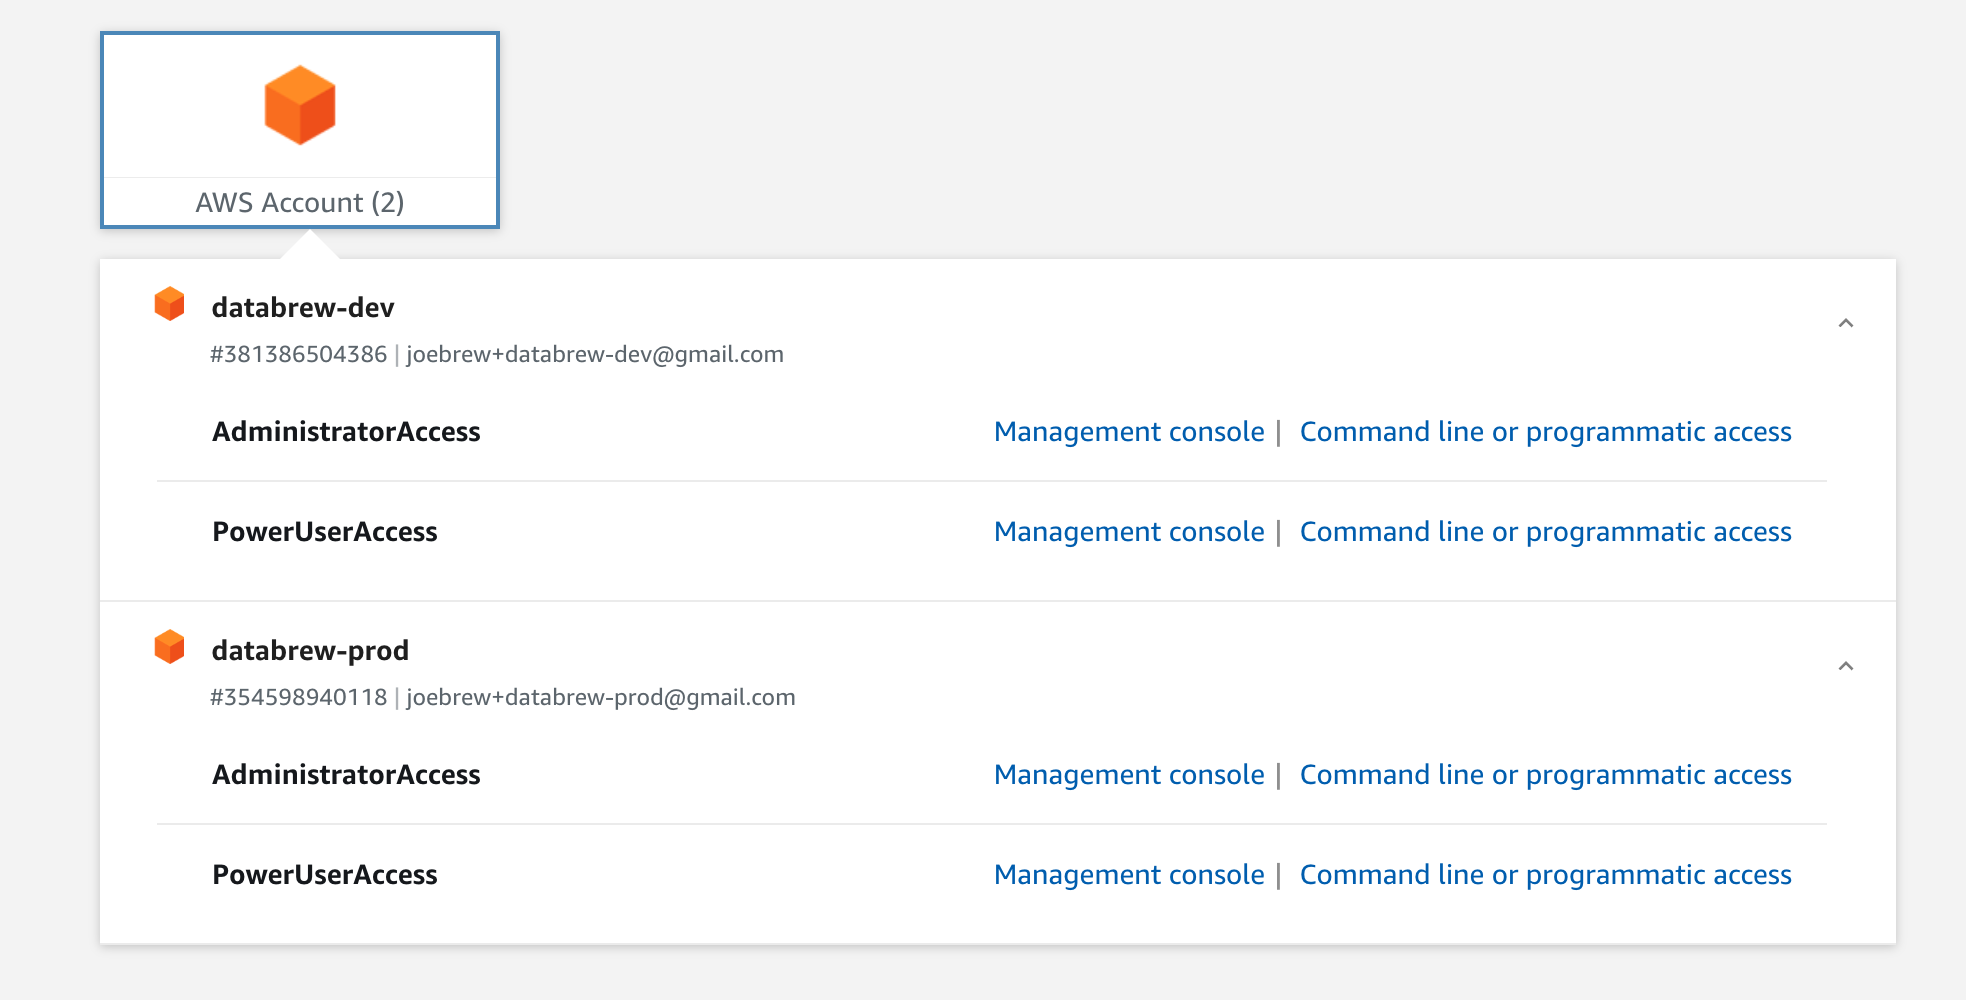 AWS Account (2)
databrew-dev
#381386504386 | joebrew+databrew-dev@gmail.com
AdministratorAccess Management console | Command line or programmatic access
PowerUserAccess Management console | Command line or programmatic access
databrew-prod
#354598940118 | joebrew+databrew-prod@gmail.com
AdministratorAccess Management console | Command line or programmatic access
PowerUserAccess Management console | Command line or programmatic access